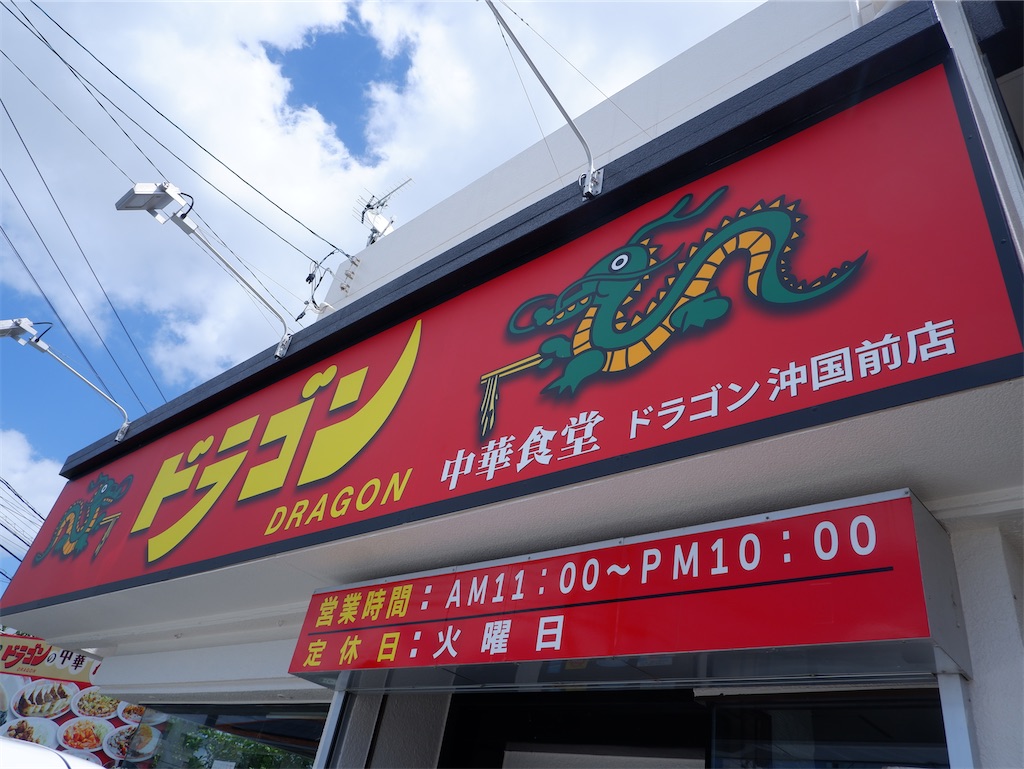 ドラゴン
DRAGON
中華食堂 ドラゴン 沖国前店
営業時間：AM11：00～PM10：00
定休日：火曜日
ドラゴンの中華